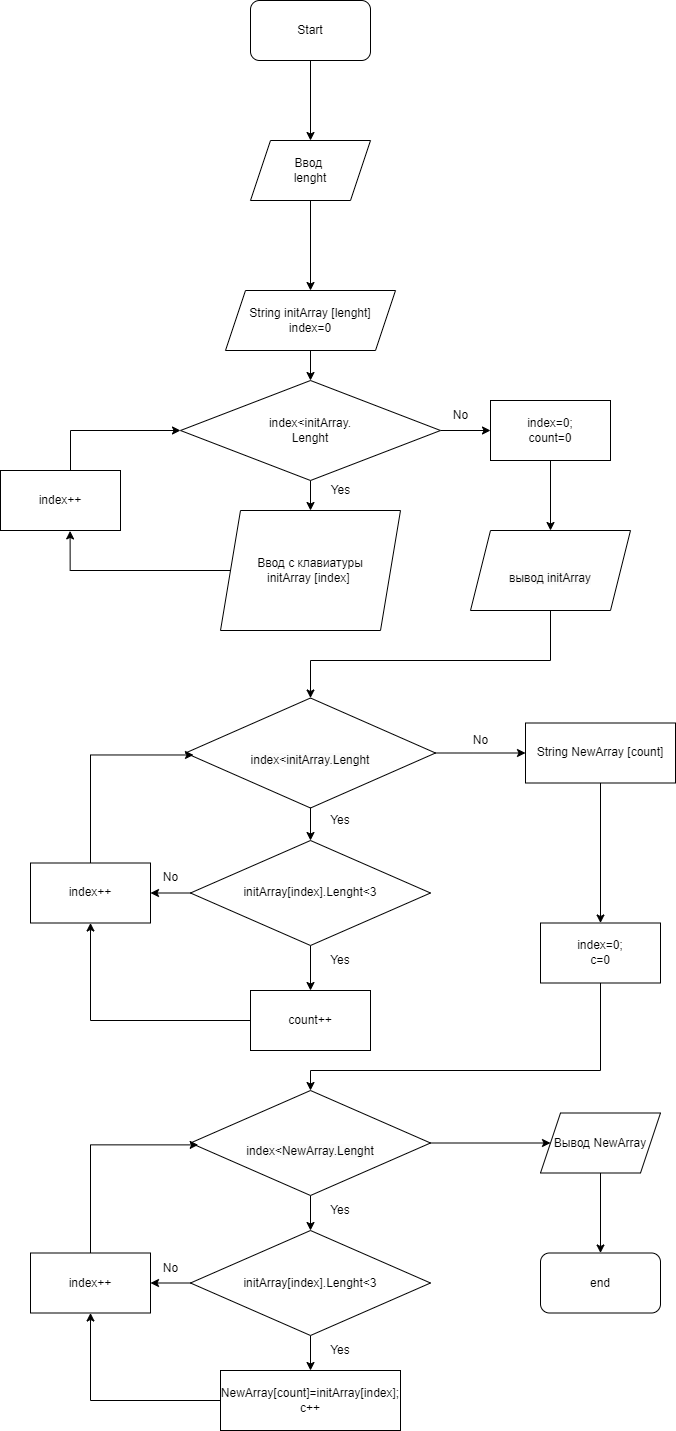 Start
Ввод
lenght
String initArray [lenght]
index=0
index<initArray.
Lenght
No
index=0;
count=0
index++
Yes
Ввод с клавиатуры
initArray [index]
вывод initArray
index<initArray.Lenght
No
String NewArray [count]
Yes
index++
No
initArray[index].Lenght<3
index=0;
c=0
Yes
count++
index<NewArray.Lenght
Вывод NewArray
Yes
index++
No
initArray[index].Lenght<3
end
Yes
NewArray[count]=initArray[index];
c++